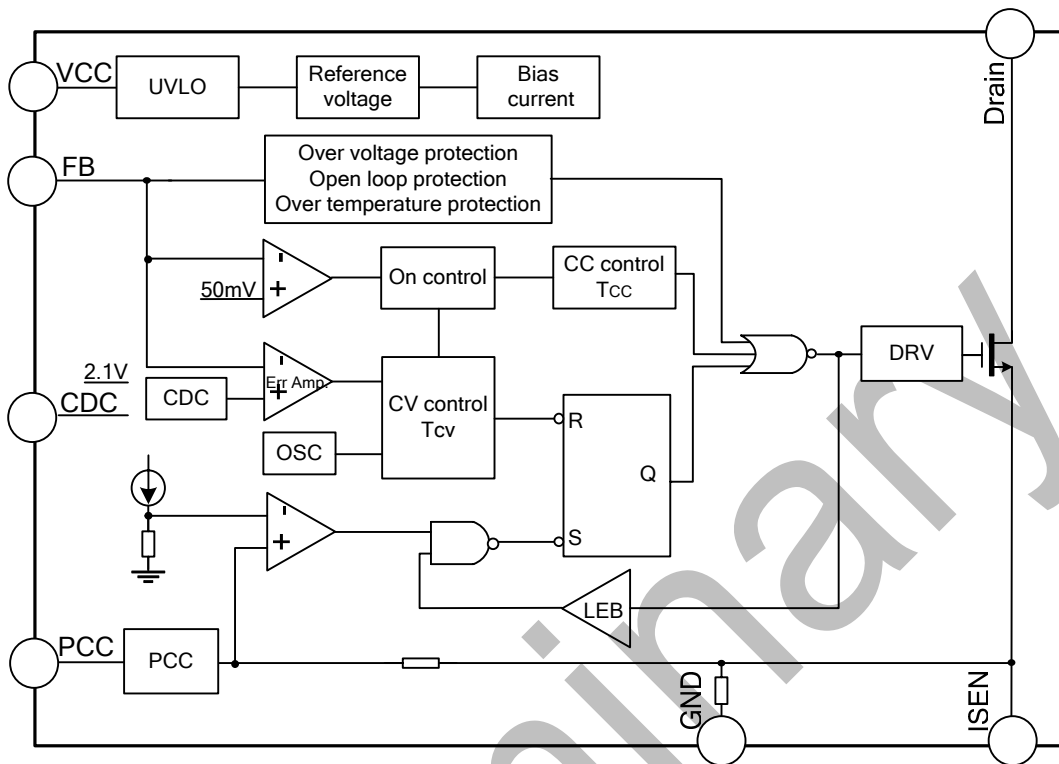 VCC
UVLO
Reference
voltage
Bias
current
Drain
FB
Over voltage protection
Open loop protection
Over temperature protection
-
+
50mV
On control
CC control
TCC
DRV
2.1V
CDC
CDC
-
Err Amp.
+
CV control
Tcv
OSC
R
Q
S
-
+
LEB
PCC
PCC
GND
ISEN